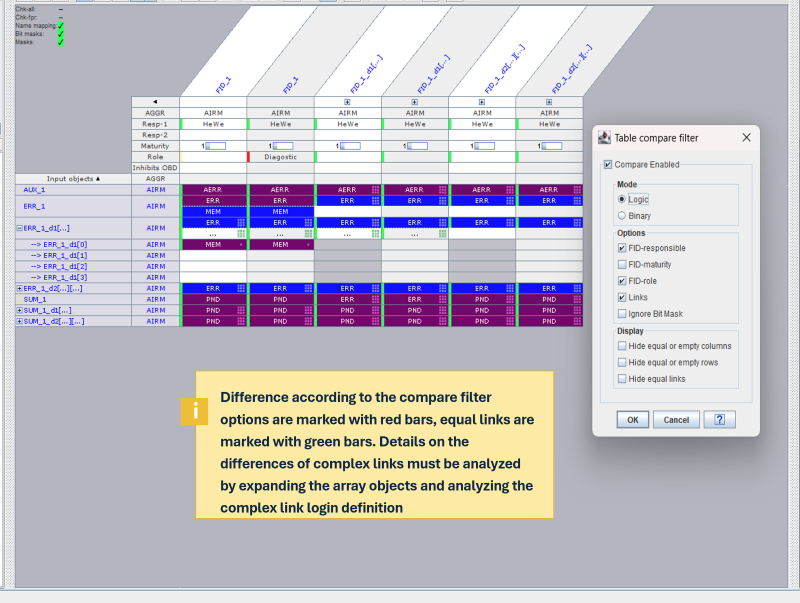 Chk-all: --
Chk-fpr: --
Name mapping: ✓
Bit masks: ✓
Masks: ✓
FID_1 FID_1 FID_1_d1[...] FID_1_d1[...] FID_1_d2[...][...] FID_1_d2[...][...]
AGGR AIRM AIRM AIRM AIRM AIRM AIRM
Resp-1 HeWe HeWe HeWe HeWe HeWe HeWe
Resp-2
Maturity 1 1 1 1 1 1
Role Diagostic
Inhibits OBD
Input objects ▲ AGGR
AUX_1 AIRM AERR AERR AERR AERR AERR AERR
ERR_1 AIRM ERR ERR ERR ERR ERR ERR
MEM MEM
ERR_1_d1[...] AIRM ERR ERR ERR ERR ERR ERR
... ... ... ...
--> ERR_1_d1[0] AIRM MEM MEM
--> ERR_1_d1[1] AIRM
--> ERR_1_d1[2] AIRM
--> ERR_1_d1[3] AIRM
ERR_1_d2[...][...] AIRM ERR ERR ERR ERR ERR ERR
SUM_1 AIRM PND PND ERR ERR PND PND
SUM_1_d1[...] AIRM PND PND PND PND PND PND
SUM_1_d2[...][...] AIRM PND PND PND PND PND PND
Table compare filter
Compare Enabled
Mode
Logic
Binary
Options
FID-responsible
FID-maturity
FID-role
Links
Ignore Bit Mask
Display
Hide equal or empty columns
Hide equal or empty rows
Hide equal links
OK Cancel ?
i
Difference according to the compare filter
options are marked with red bars, equal links are
marked with green bars. Details on the
differences of complex links must be analyzed
by expanding the array objects and analyzing the
complex link login definition